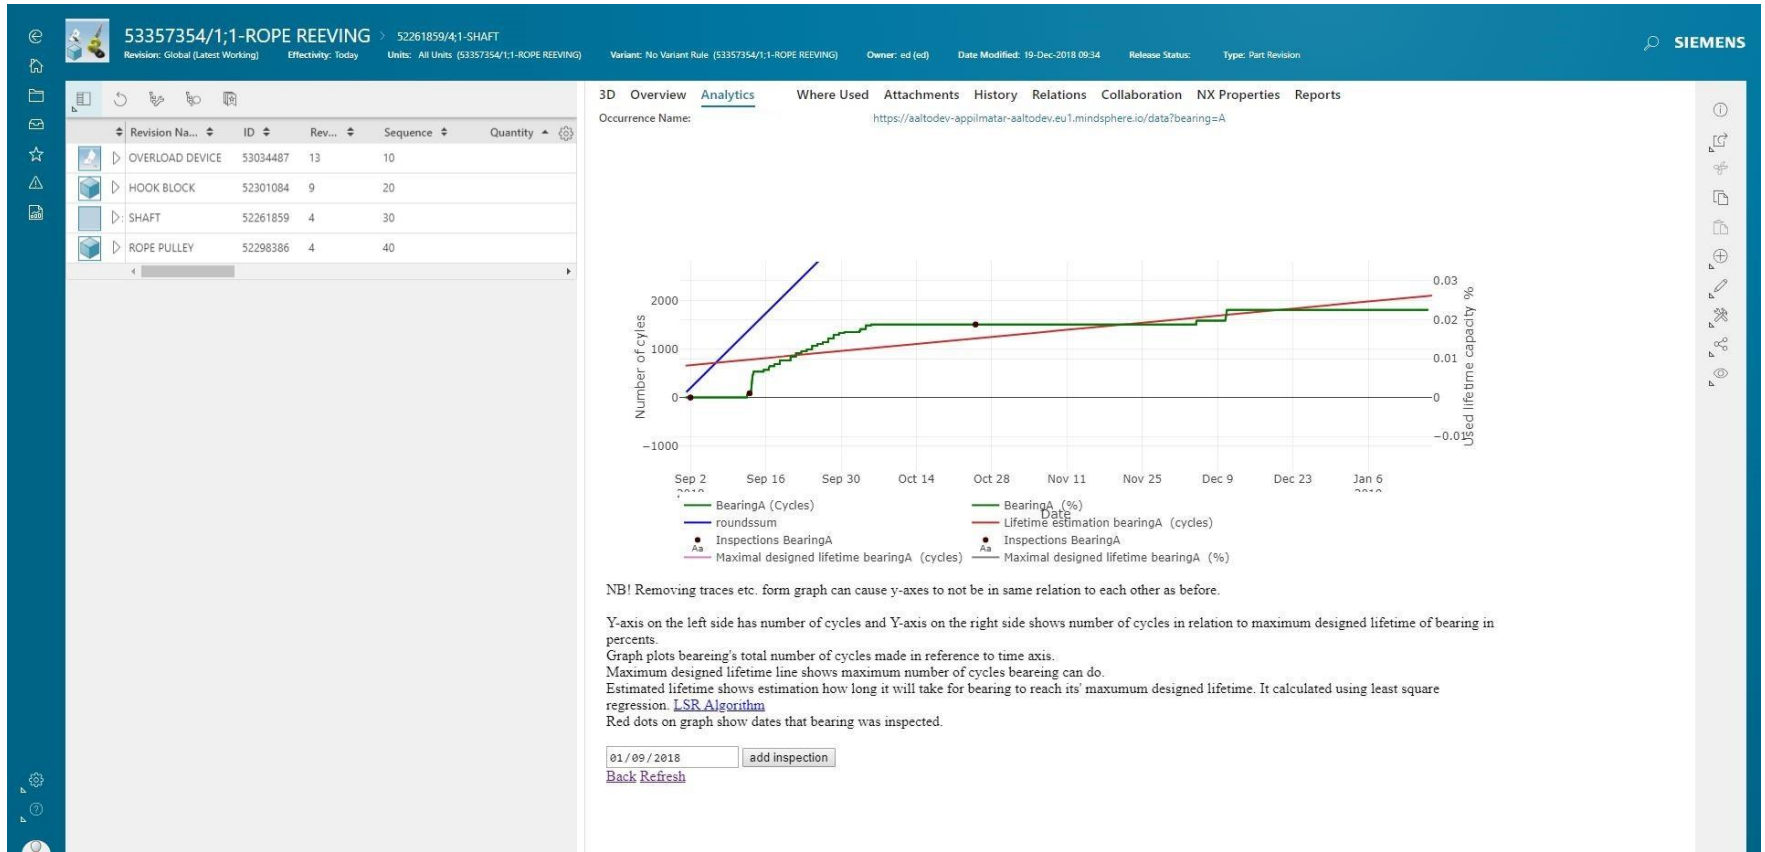 53357354/1;1-ROPE REEVING > 52261859/4;1-SHAFT
Revision: Global (Latest Working) Effectivity: Today Units: All Units (53357354/1;1-ROPE REEVING) Variant: No Variant Rule (53357354/1;1-ROPE REEVING) Owner: ed (ed) Date Modified: 19-Dec-2018 09:34 Release Status: Type: Part Revision
SIEMENS
Revision Na... ID Rev... Sequence Quantity
OVERLOAD DEVICE 53034487 13 10
HOOK BLOCK 52301084 9 20
SHAFT 52261859 4 30
ROPE PULLEY 52298386 4 40
3D Overview Analytics Where Used Attachments History Relations Collaboration NX Properties Reports
Occurrence Name: https://aaltodev-appilmatar-aaltodev.eu1.mindsphere.io/data?bearing=A
Number of cyles
2000
1000
0
−1000
0.03
0.02
0.01
0
−0.01
Used lifetime capacity %
Sep 2 Sep 16 Sep 30 Oct 14 Oct 28 Nov 11 Nov 25 Dec 9 Dec 23 Jan 6
2018 2019
Date
BearingA (Cycles) BearingA (%)
roundssum Lifetime estimation bearingA (cycles)
Aa Inspections BearingA Aa Inspections BearingA
Maximal designed lifetime bearingA (cycles) Maximal designed lifetime bearingA (%)
NB! Removing traces etc. form graph can cause y-axes to not be in same relation to each other as before.
Y-axis on the left side has number of cycles and Y-axis on the right side shows number of cycles in relation to maximum designed lifetime of bearing in
percents.
Graph plots beareing's total number of cycles made in reference to time axis.
Maximum designed lifetime line shows maximum number of cycles beareing can do.
Estimated lifetime shows estimation how long it will take for bearing to reach its' maxumum designed lifetime. It calculated using least square
regression. LSR Algorithm
Red dots on graph show dates that bearing was inspected.
01/09/2018 add inspection
Back Refresh